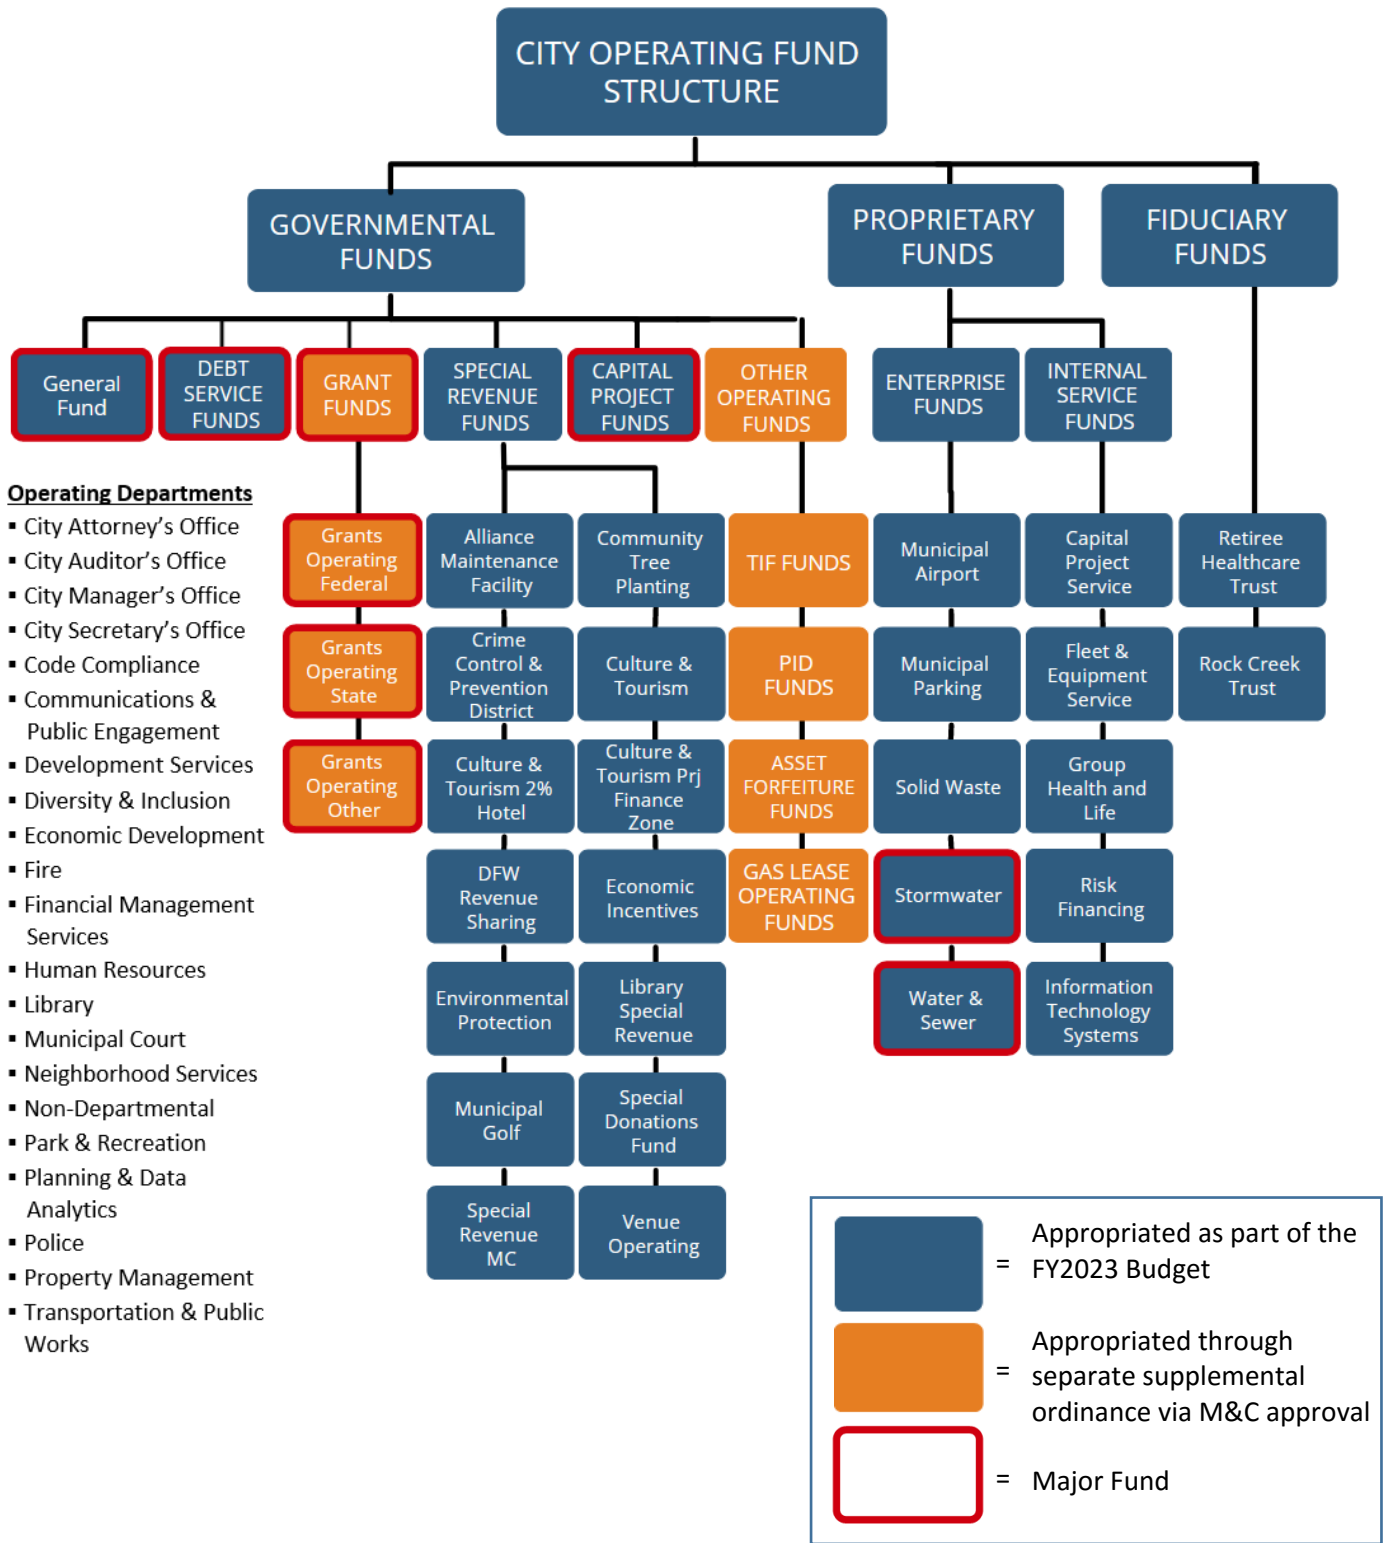 CITY OPERATING FUND
STRUCTURE
GOVERNMENTAL
FUNDS
PROPRIETARY
FUNDS
FIDUCIARY
FUNDS
General
Fund
DEBT
SERVICE
FUNDS
GRANT
FUNDS
SPECIAL
REVENUE
FUNDS
CAPITAL
PROJECT
FUNDS
OTHER
OPERATING
FUNDS
ENTERPRISE
FUNDS
INTERNAL
SERVICE
FUNDS
Operating Departments
▪ City Attorney's Office
▪ City Auditor's Office
▪ City Manager's Office
▪ City Secretary's Office
▪ Code Compliance
▪ Communications &
Public Engagement
▪ Development Services
▪ Diversity & Inclusion
▪ Economic Development
▪ Fire
▪ Financial Management
Services
▪ Human Resources
▪ Library
▪ Municipal Court
▪ Neighborhood Services
▪ Non-Departmental
▪ Park & Recreation
▪ Planning & Data
Analytics
▪ Police
▪ Property Management
▪ Transportation & Public
Works
Grants
Operating
Federal
Grants
Operating
State
Grants
Operating
Other
Alliance
Maintenance
Facility
Crime
Control &
Prevention
District
Culture &
Tourism 2%
Hotel
DFW
Revenue
Sharing
Environmental
Protection
Municipal
Golf
Special
Revenue
MC
Community
Tree
Planting
Culture &
Tourism
Culture &
Tourism Prj
Finance
Zone
Economic
Incentives
Library
Special
Revenue
Special
Donations
Fund
Venue
Operating
TIF FUNDS
PID
FUNDS
ASSET
FORFEITURE
FUNDS
GAS LEASE
OPERATING
FUNDS
Municipal
Airport
Municipal
Parking
Solid Waste
Stormwater
Water &
Sewer
Capital
Project
Service
Fleet &
Equipment
Service
Group
Health and
Life
Risk
Financing
Information
Technology
Systems
Retiree
Healthcare
Trust
Rock Creek
Trust
= Appropriated as part of the
FY2023 Budget
= Appropriated through
separate supplemental
ordinance via M&C approval
= Major Fund